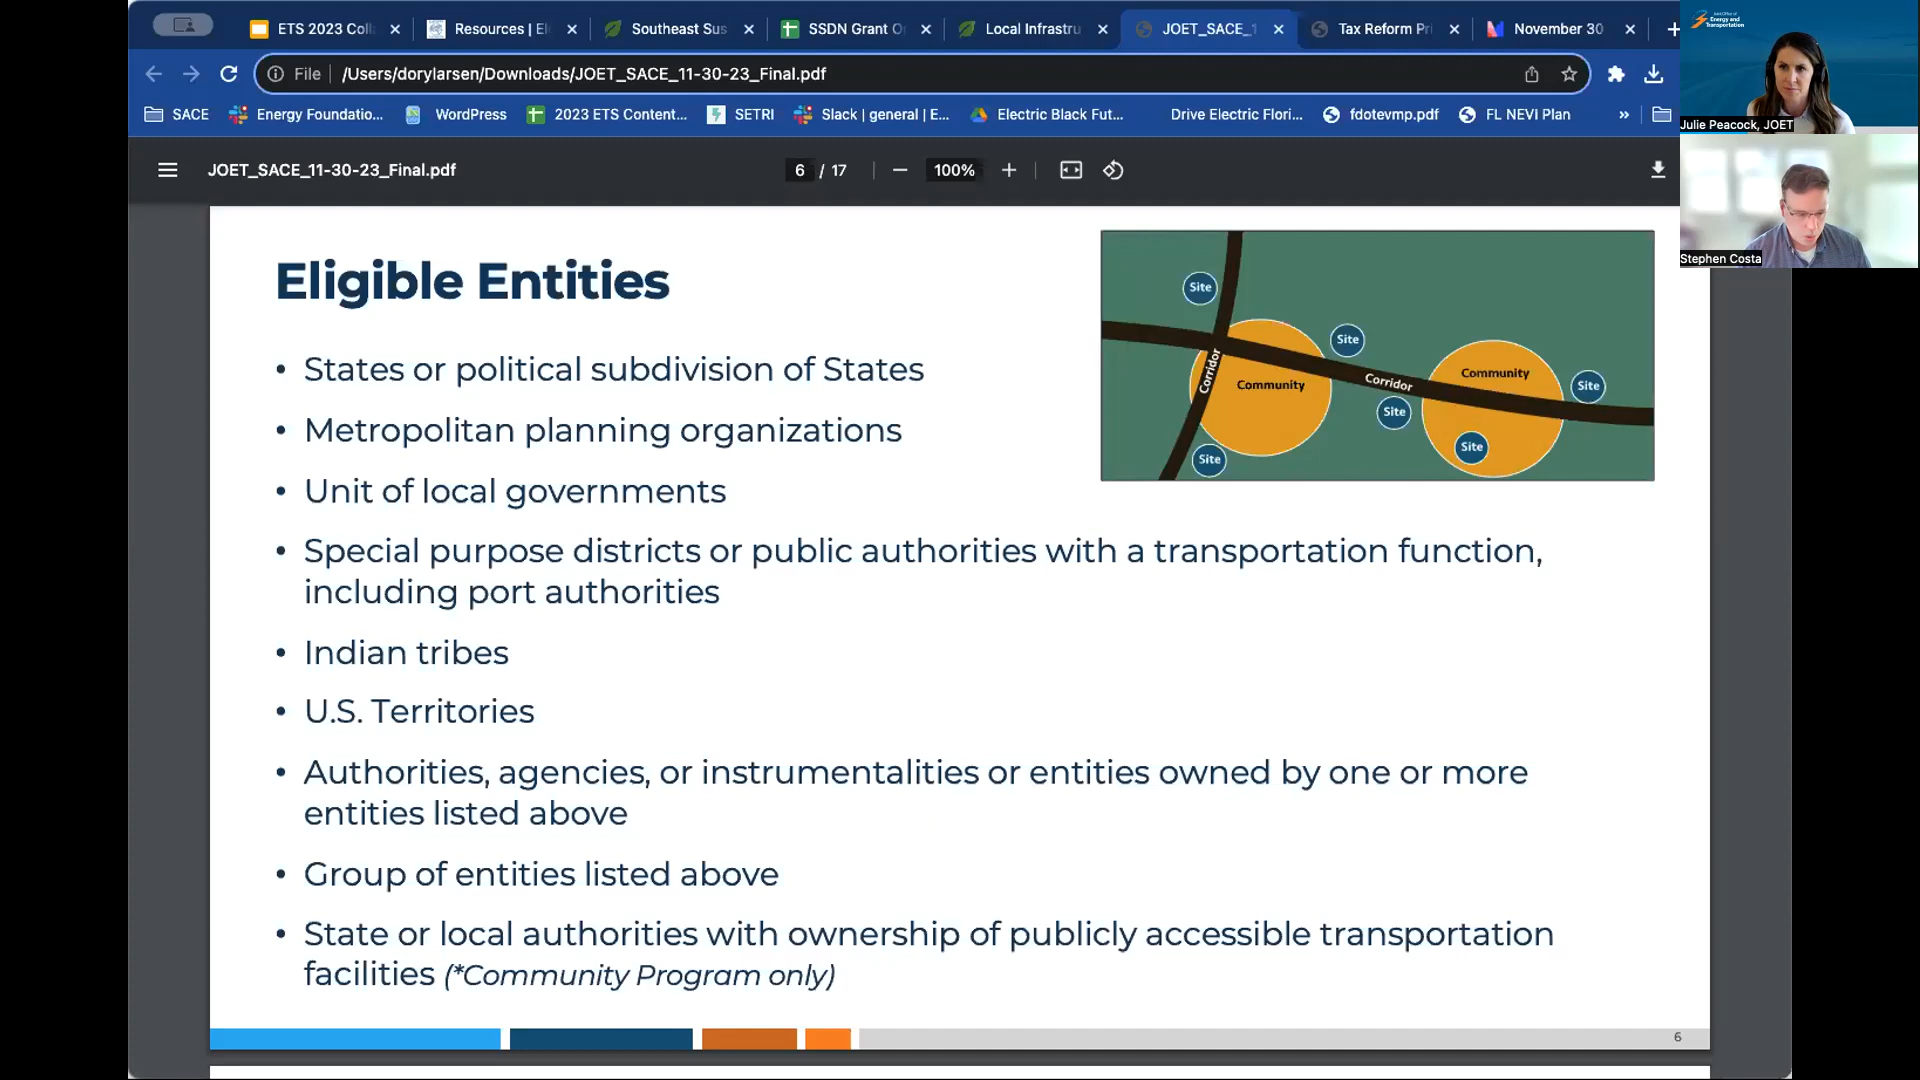 ETS 2023 Coll
Resources | El
Southeast Sus
SSDN Grant O
Local Infrastru
JOET_SACE_1
Tax Reform Pri
November 30
File
/Users/dorylarsen/Downloads/JOET_SACE_11-30-23_Final.pdf
SACE
Energy Foundatio...
WordPress
2023 ETS Content...
SETRI
Slack | general | E...
Electric Black Fut...
Drive Electric Flori...
fdotevmp.pdf
FL NEVI Plan
»
JOET_SACE_11-30-23_Final.pdf
6 / 17
100%
Joint Office of
Energy and
Transportation
Julie Peacock, JOET
Stephen Costa
Eligible Entities
• States or political subdivision of States
• Metropolitan planning organizations
• Unit of local governments
• Special purpose districts or public authorities with a transportation function,
including port authorities
• Indian tribes
• U.S. Territories
• Authorities, agencies, or instrumentalities or entities owned by one or more
entities listed above
• Group of entities listed above
• State or local authorities with ownership of publicly accessible transportation
facilities (*Community Program only)
Site
Site
Corridor
Community
Corridor
Community
Site
Site
Site
Site
6